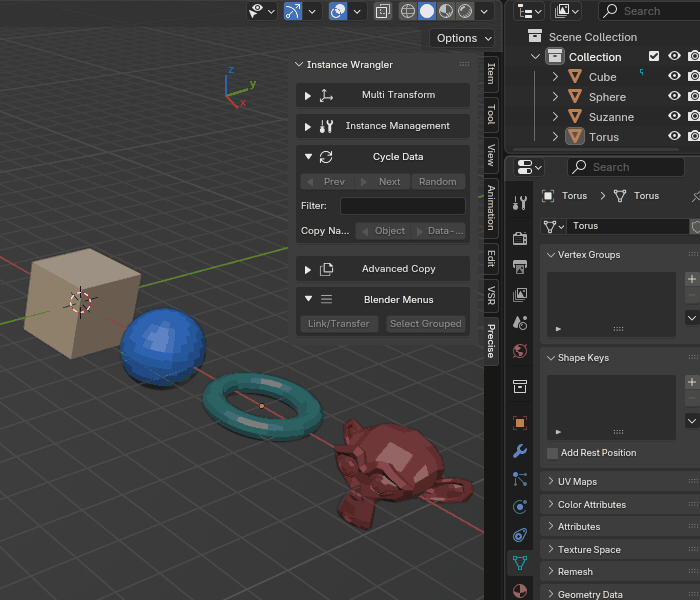 Options
Instance Wrangler
Multi Transform
Instance Management
Cycle Data
Prev
Next
Random
Filter:
Copy Na...
Object
Data-...
Advanced Copy
Blender Menus
Link/Transfer
Select Grouped
z
y
x
Item
Tool
View
Animation
Edit
VSR
Precise
Search
Scene Collection
Collection
Cube
Sphere
Suzanne
Torus
Search
Torus
Torus
Torus
Vertex Groups
Shape Keys
Add Rest Position
UV Maps
Color Attributes
Attributes
Texture Space
Remesh
Geometry Data